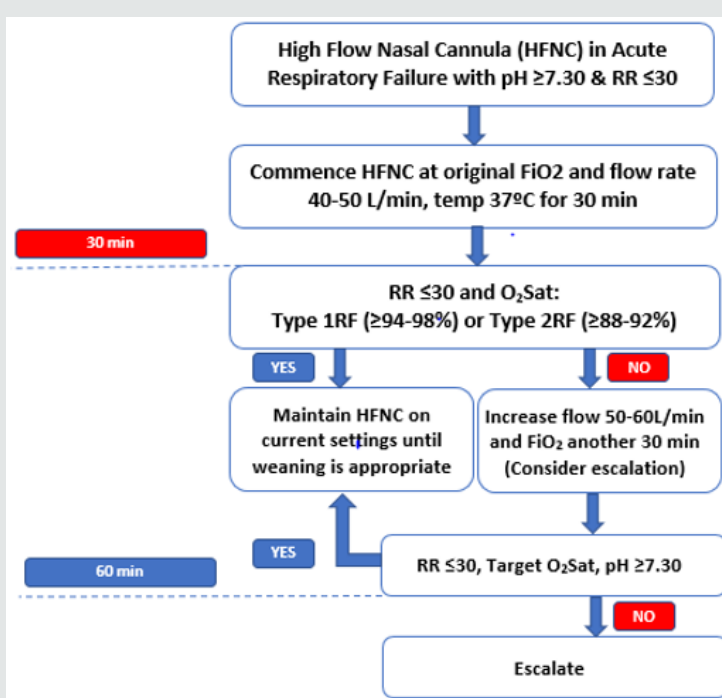 High Flow Nasal Cannula (HFNC) in Acute
Respiratory Failure with pH ≥7.30 & RR ≤30
Commence HFNC at original FiO2 and flow rate
40-50 L/min, temp 37ºC for 30 min
30 min
RR ≤30 and O₂Sat:
Type 1RF (≥94-98%) or Type 2RF (≥88-92%)
YES
NO
Maintain HFNC on
current settings until
weaning is appropriate
Increase flow 50-60L/min
and FiO₂ another 30 min
(Consider escalation)
YES
60 min
RR ≤30, Target O₂Sat, pH ≥7.30
NO
Escalate